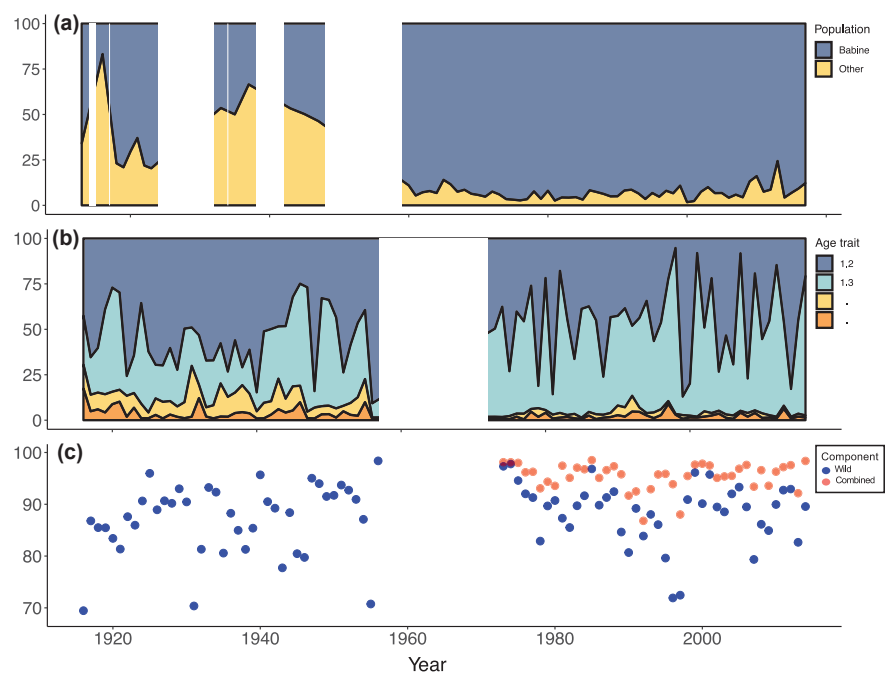 (a)
100
75
50
25
0
Population
Babine
Other
(b)
100
75
50
25
0
Age trait
1,2
1.3
.
.
(c)
100
90
80
70
Component
Wild
Combined
1920 1940 1960 1980 2000
Year